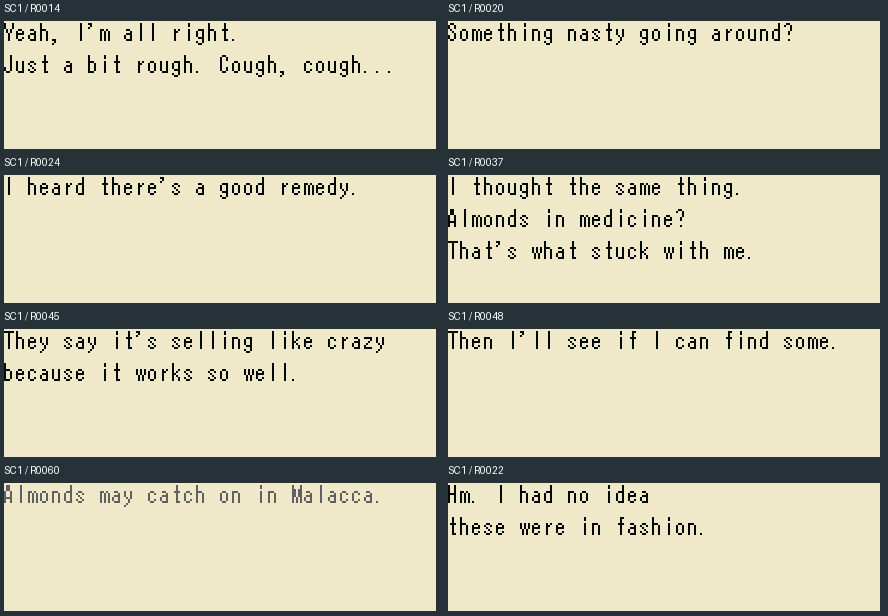 SC1/R0014
Yeah, I'm all right.
Just a bit rough. Cough, cough...
SC1/R0020
Something nasty going around?
SC1/R0024
I heard there's a good remedy.
SC1/R0037
I thought the same thing.
Almonds in medicine?
That's what stuck with me.
SC1/R0045
They say it's selling like crazy
because it works so well.
SC1/R0048
Then I'll see if I can find some.
SC1/R0060
Almonds may catch on in Malacca.
SC1/R0022
Hm. I had no idea
these were in fashion.